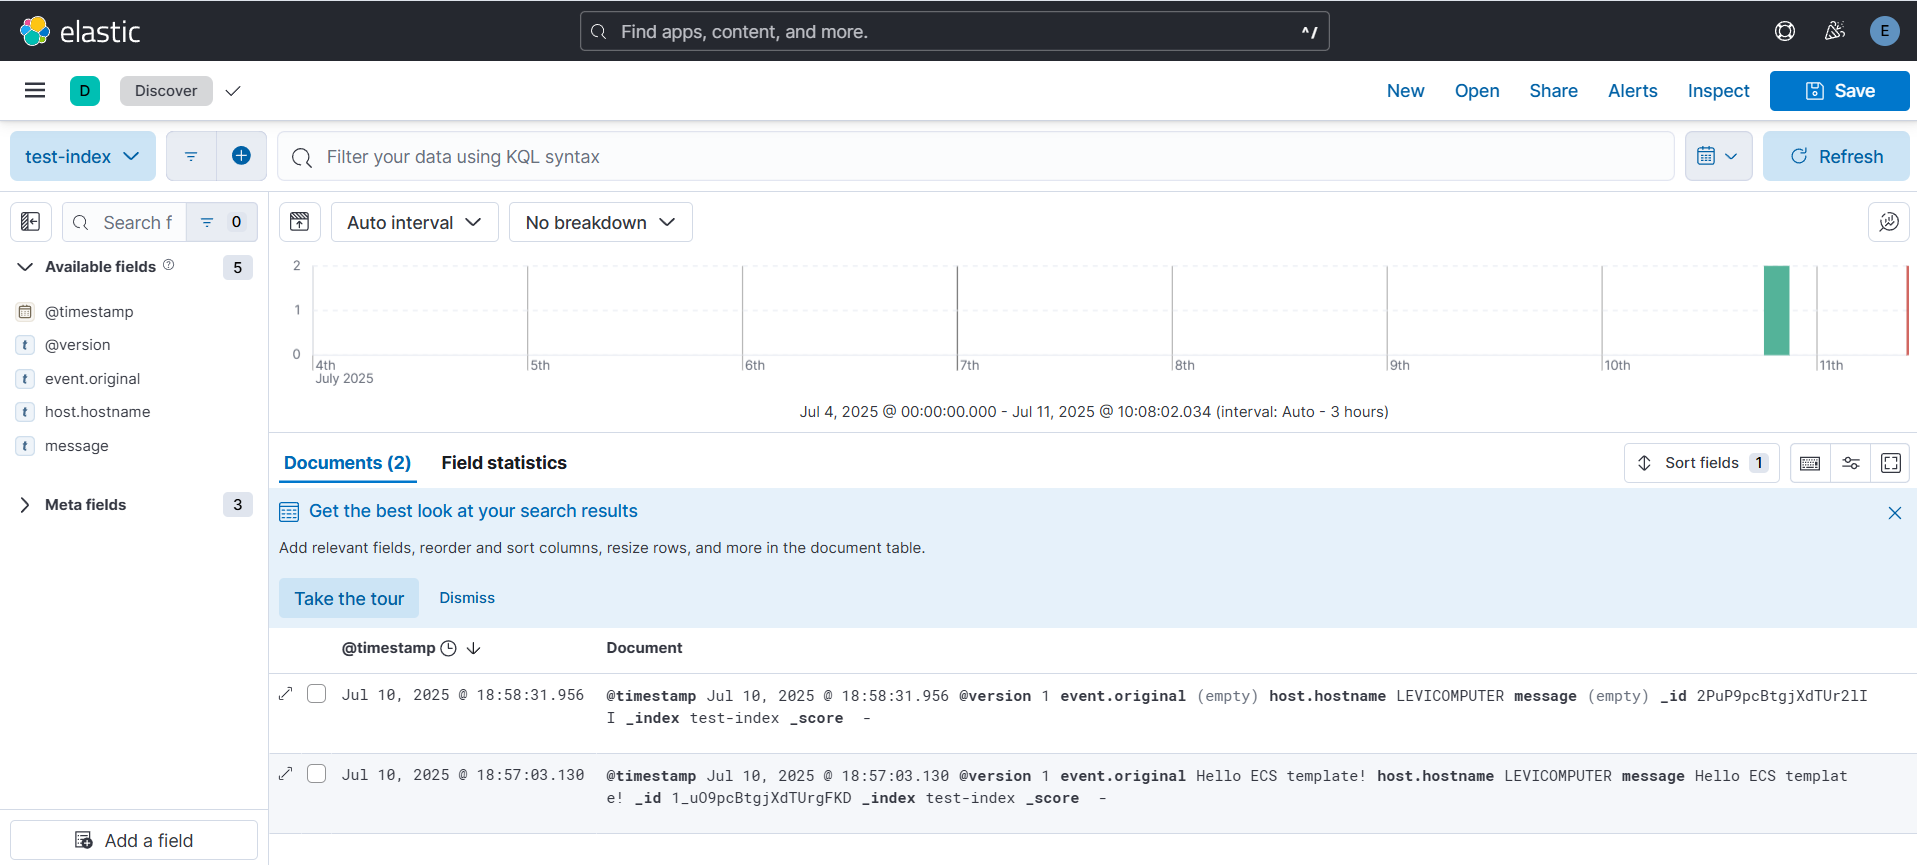 elastic
Find apps, content, and more.
^/
E
D
Discover
New
Open
Share
Alerts
Inspect
Save
test-index
Filter your data using KQL syntax
Refresh
Search f
0
Auto interval
No breakdown
Available fields
5
@timestamp
@version
event.original
host.hostname
message
Meta fields
3
Add a field
2
1
0
4th
July 2025
5th
6th
7th
8th
9th
10th
11th
Jul 4, 2025 @ 00:00:00.000 - Jul 11, 2025 @ 10:08:02.034 (interval: Auto - 3 hours)
Documents (2)
Field statistics
Sort fields 1
Get the best look at your search results
Add relevant fields, reorder and sort columns, resize rows, and more in the document table.
Take the tour
Dismiss
@timestamp
Document
Jul 10, 2025 @ 18:58:31.956
@timestamp Jul 10, 2025 @ 18:58:31.956 @version 1 event.original (empty) host.hostname LEVICOMPUTER message (empty) _id 2PuP9pcBtgjXdTUr2lI
I _index test-index _score -
Jul 10, 2025 @ 18:57:03.130
@timestamp Jul 10, 2025 @ 18:57:03.130 @version 1 event.original Hello ECS template! host.hostname LEVICOMPUTER message Hello ECS templat
e! _id 1_uO9pcBtgjXdTUrgFKD _index test-index _score -